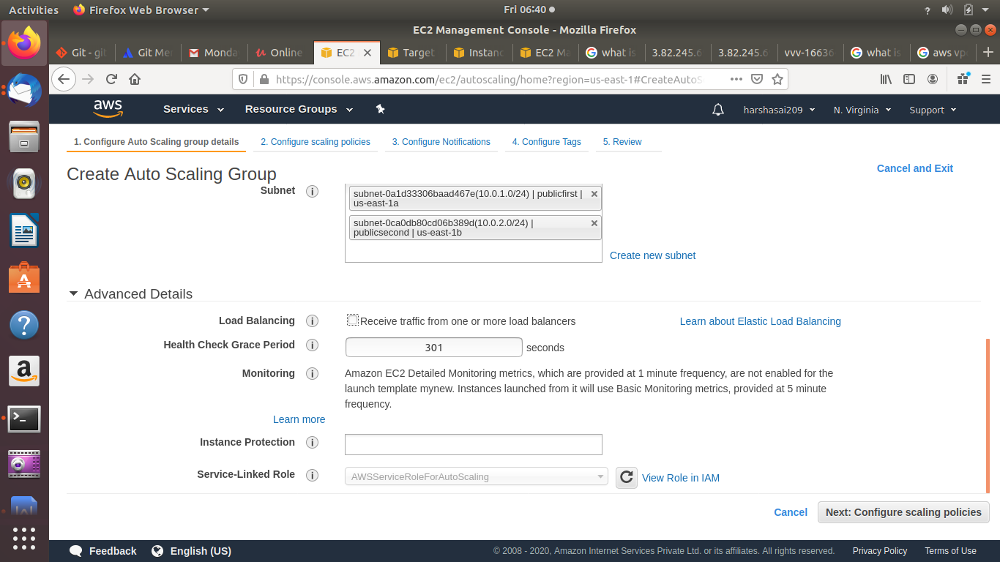 Activities Firefox Web Browser Fri 06:40
EC2 Management Console - Mozilla Firefox
Git - git Git Mer Monda Online EC2 Target Instanc EC2 Ma what is 3.82.245.6 3.82.245.6 vvv-16636 what is aws vpc
https://console.aws.amazon.com/ec2/autoscaling/home?region=us-east-1#CreateAutoS
aws Services Resource Groups harshasai209 N. Virginia Support
1. Configure Auto Scaling group details 2. Configure scaling policies 3. Configure Notifications 4. Configure Tags 5. Review
Create Auto Scaling Group
Cancel and Exit
Subnet
subnet-0a1d33306baad467e(10.0.1.0/24) | publicfirst |
us-east-1a
subnet-0ca0db80cd06b389d(10.0.2.0/24) |
publicsecond | us-east-1b
Create new subnet
Advanced Details
Load Balancing Receive traffic from one or more load balancers Learn about Elastic Load Balancing
Health Check Grace Period 301 seconds
Monitoring Amazon EC2 Detailed Monitoring metrics, which are provided at 1 minute frequency, are not enabled for the
launch template mynew. Instances launched from it will use Basic Monitoring metrics, provided at 5 minute
frequency.
Learn more
Instance Protection
Service-Linked Role AWSServiceRoleForAutoScaling View Role in IAM
Cancel Next: Configure scaling policies
Feedback English (US) © 2008 - 2020, Amazon Internet Services Private Ltd. or its affiliates. All rights reserved. Privacy Policy Terms of Use